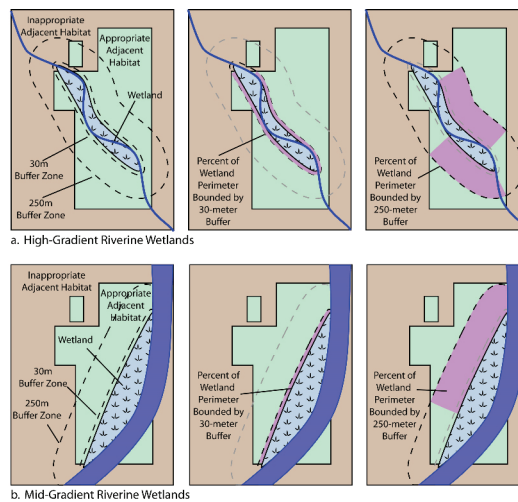 Inappropriate
Adjacent Habitat
Appropriate
Adjacent
Habitat
Wetland
30m
Buffer Zone
250m
Buffer Zone
Percent of
Wetland
Perimeter
Bounded by
30-meter
Buffer
Percent of
Wetland
Perimeter
Bounded by
250-meter
Buffer
a. High-Gradient Riverine Wetlands
Inappropriate
Adjacent Habitat
Appropriate
Adjacent
Habitat
Wetland
30m
Buffer Zone
250m
Buffer Zone
Percent of
Wetland
Perimeter
Bounded by
30-meter
Buffer
Percent of
Wetland
Perimeter
Bounded by
250-meter
Buffer
b. Mid-Gradient Riverine Wetlands